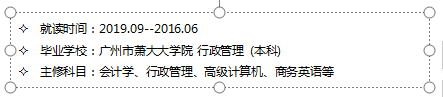 ✧ 就读时间：2019.09--2016.06
✧ 毕业学校：广州市萧大大学院 行政管理 (本科)
✧ 主修科目：会计学、行政管理、高级计算机、商务英语等